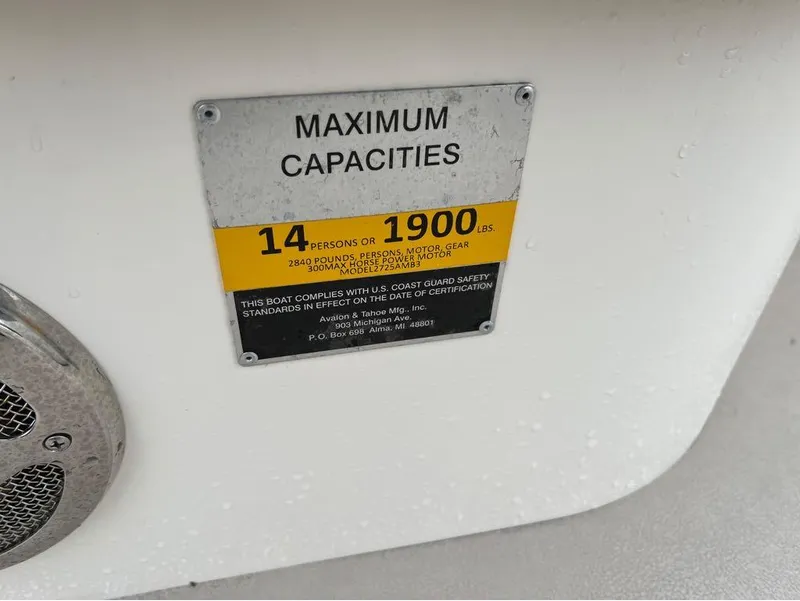 MAXIMUM
CAPACITIES
14 PERSONS OR 1900 LBS.
2840 POUNDS, PERSONS, MOTOR, GEAR
300MAX HORSE POWER MOTOR
MODEL2725AMB3
THIS BOAT COMPLIES WITH U.S. COAST GUARD SAFETY
STANDARDS IN EFFECT ON THE DATE OF CERTIFICATION
Avalon & Tahoe Mfg., Inc.
903 Michigan Ave.
P.O. Box 698 Alma, MI 48801